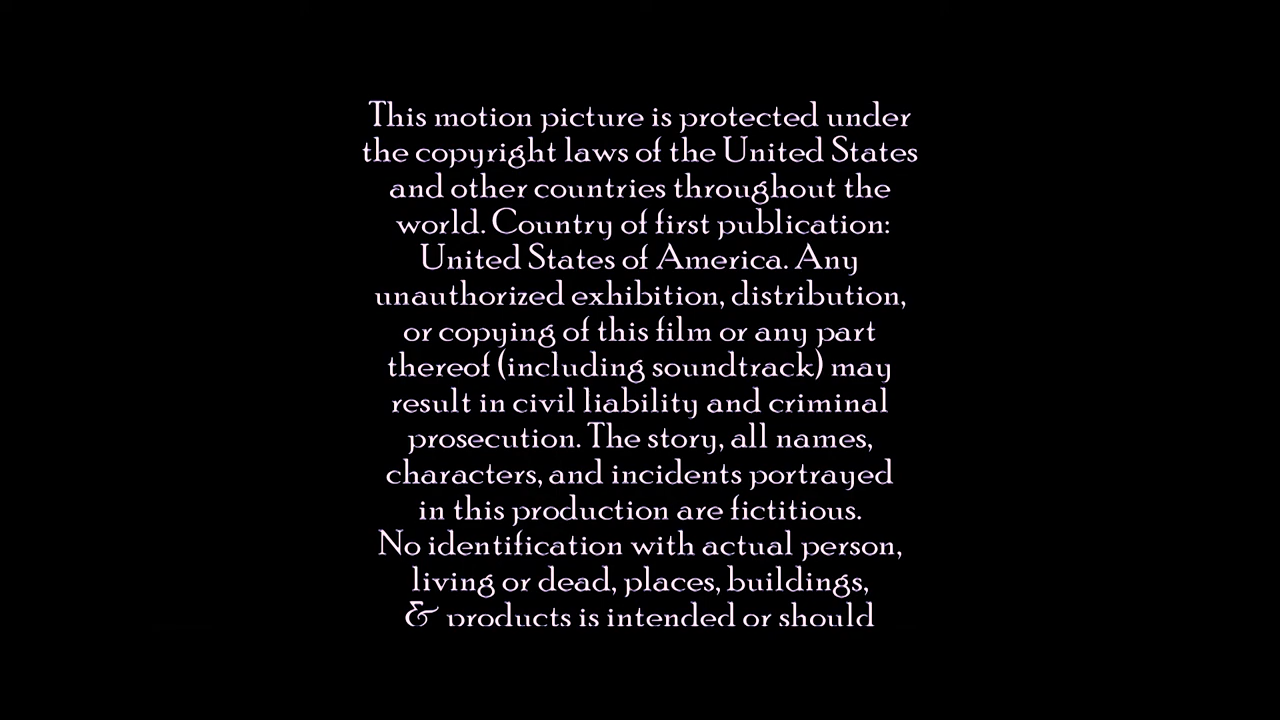 This motion picture is protected under
the copyright laws of the United States
and other countries throughout the
world. Country of first publication:
United States of America. Any
unauthorized exhibition, distribution,
or copying of this film or any part
thereof (including soundtrack) may
result in civil liability and criminal
prosecution. The story, all names,
characters, and incidents portrayed
in this production are fictitious.
No identification with actual person,
living or dead, places, buildings,
& products is intended or should